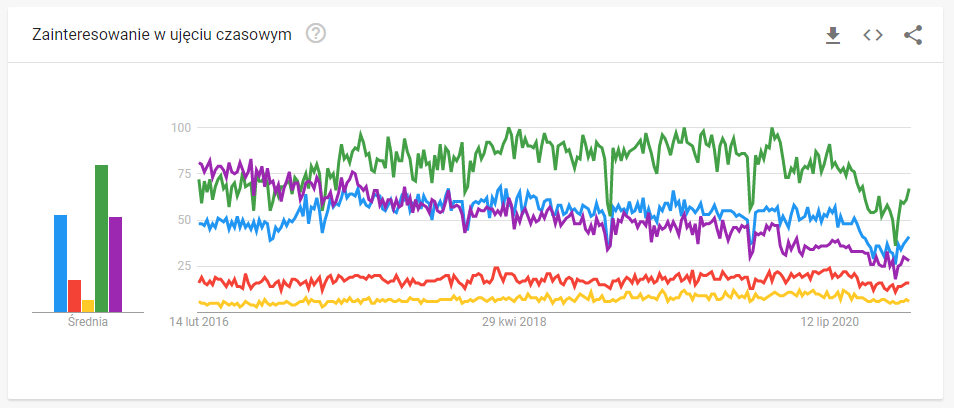 Zainteresowanie w ujęciu czasowym ?
100
75
50
25
Średnia
14 lut 2016
29 kwi 2018
12 lip 2020